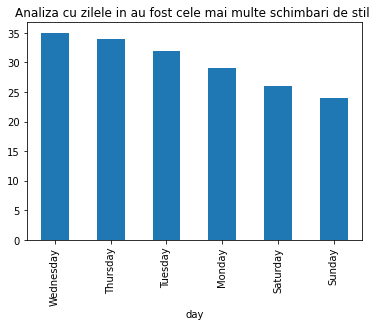 Analiza cu zilele in au fost cele mai multe schimbari de stil
35
30
25
20
15
10
5
0
Wednesday
Thursday
Tuesday
Monday
Saturday
Sunday
day